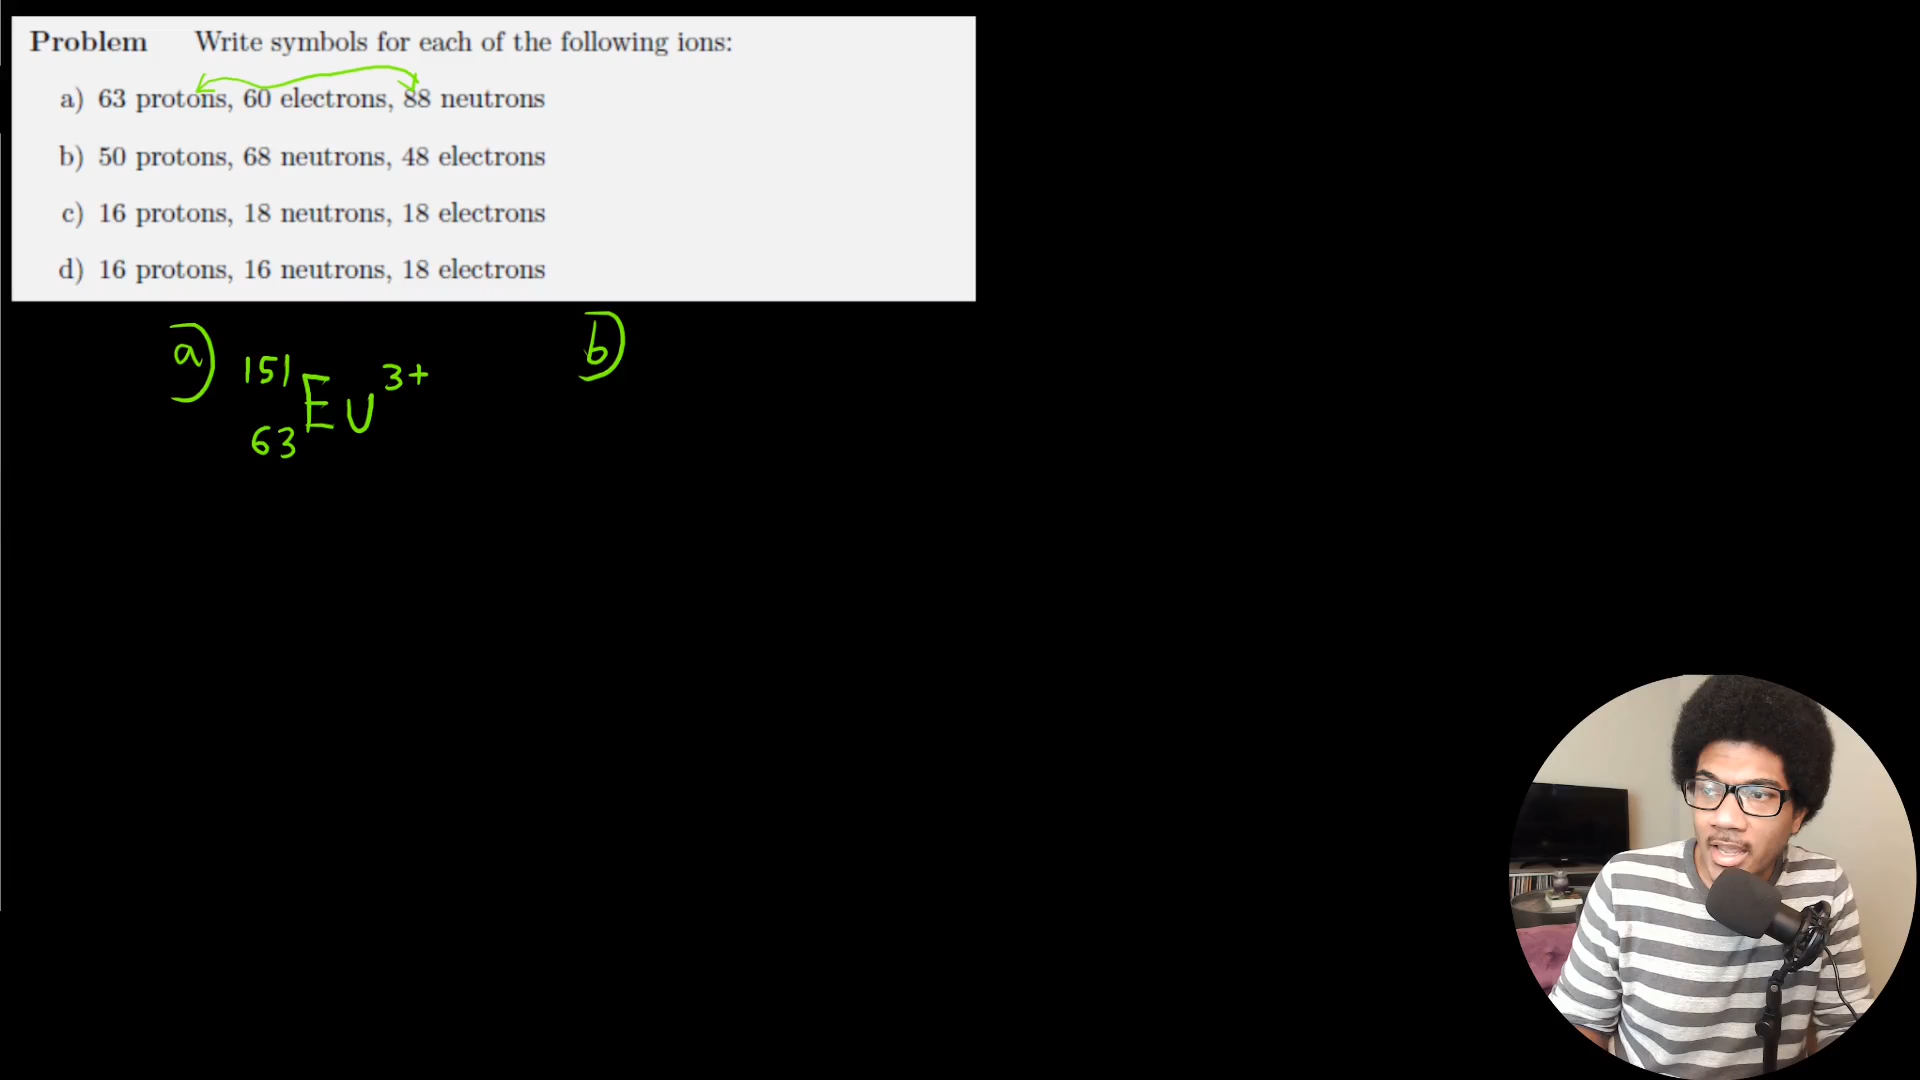 Problem Write symbols for each of the following ions:
a) 63 protons, 60 electrons, 88 neutrons
b) 50 protons, 68 neutrons, 48 electrons
c) 16 protons, 18 neutrons, 18 electrons
d) 16 protons, 16 neutrons, 18 electrons
a) 151 63 Eu 3+
b)